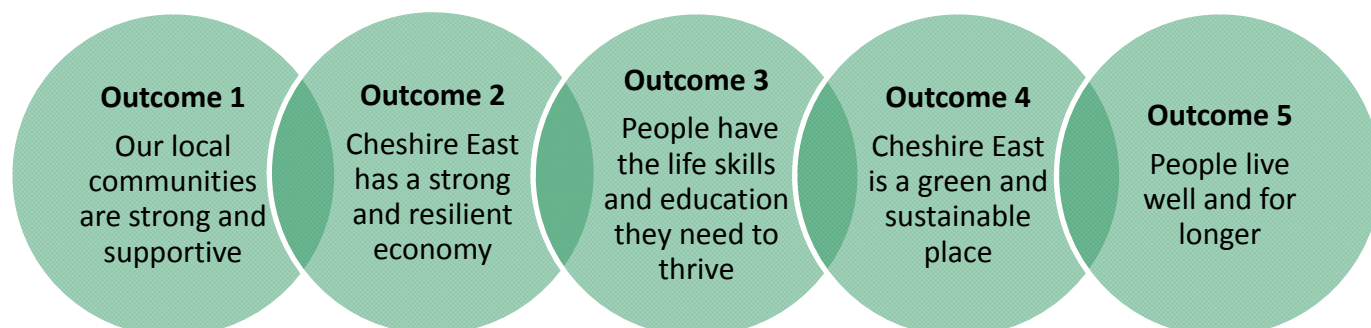 Outcome 1
Our local
communities
are strong and
supportive
Outcome 2
Cheshire East
has a strong
and resilient
economy
Outcome 3
People have
the life skills
and education
they need to
thrive
Outcome 4
Cheshire East
is a green and
sustainable
place
Outcome 5
People live
well and for
longer